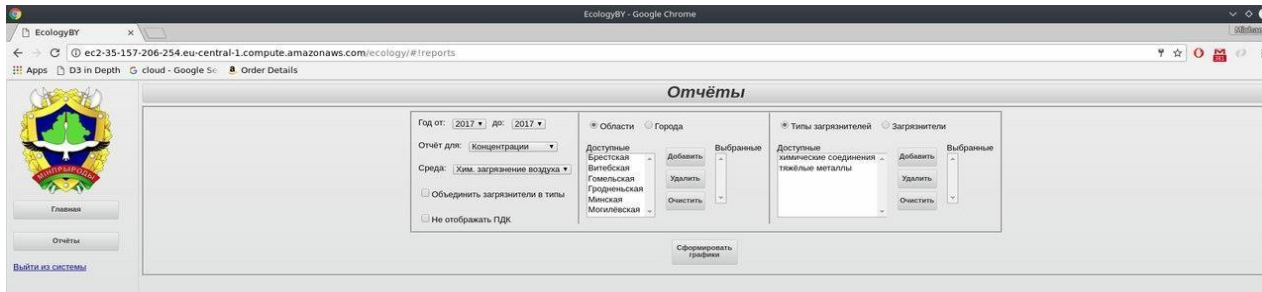 EcologyBY - Google Chrome
EcologyBY
ec2-35-157-206-254.eu-central-1.compute.amazonaws.com/ecology/#!reports
Apps D3 in Depth cloud - Google Se Order Details
Отчёты
МІНПРЫРОДЫ
Главная
Отчёты
Выйти из системы
Год от: 2017 до: 2017
Отчёт для: Концентрации
Среда: Хим. загрязнение воздуха
Объединить загрязнители в типы
Не отображать ПДК
Области Города
Доступные Выбранные
Брестская
Витебская
Гомельская
Гродненьская
Минская
Могилёвская
Добавить
Удалить
Очистить
Типы загрязнителей Загрязнители
Доступные Выбранные
химические соединения
тяжёлые металлы
Добавить
Удалить
Очистить
Сформировать
графики